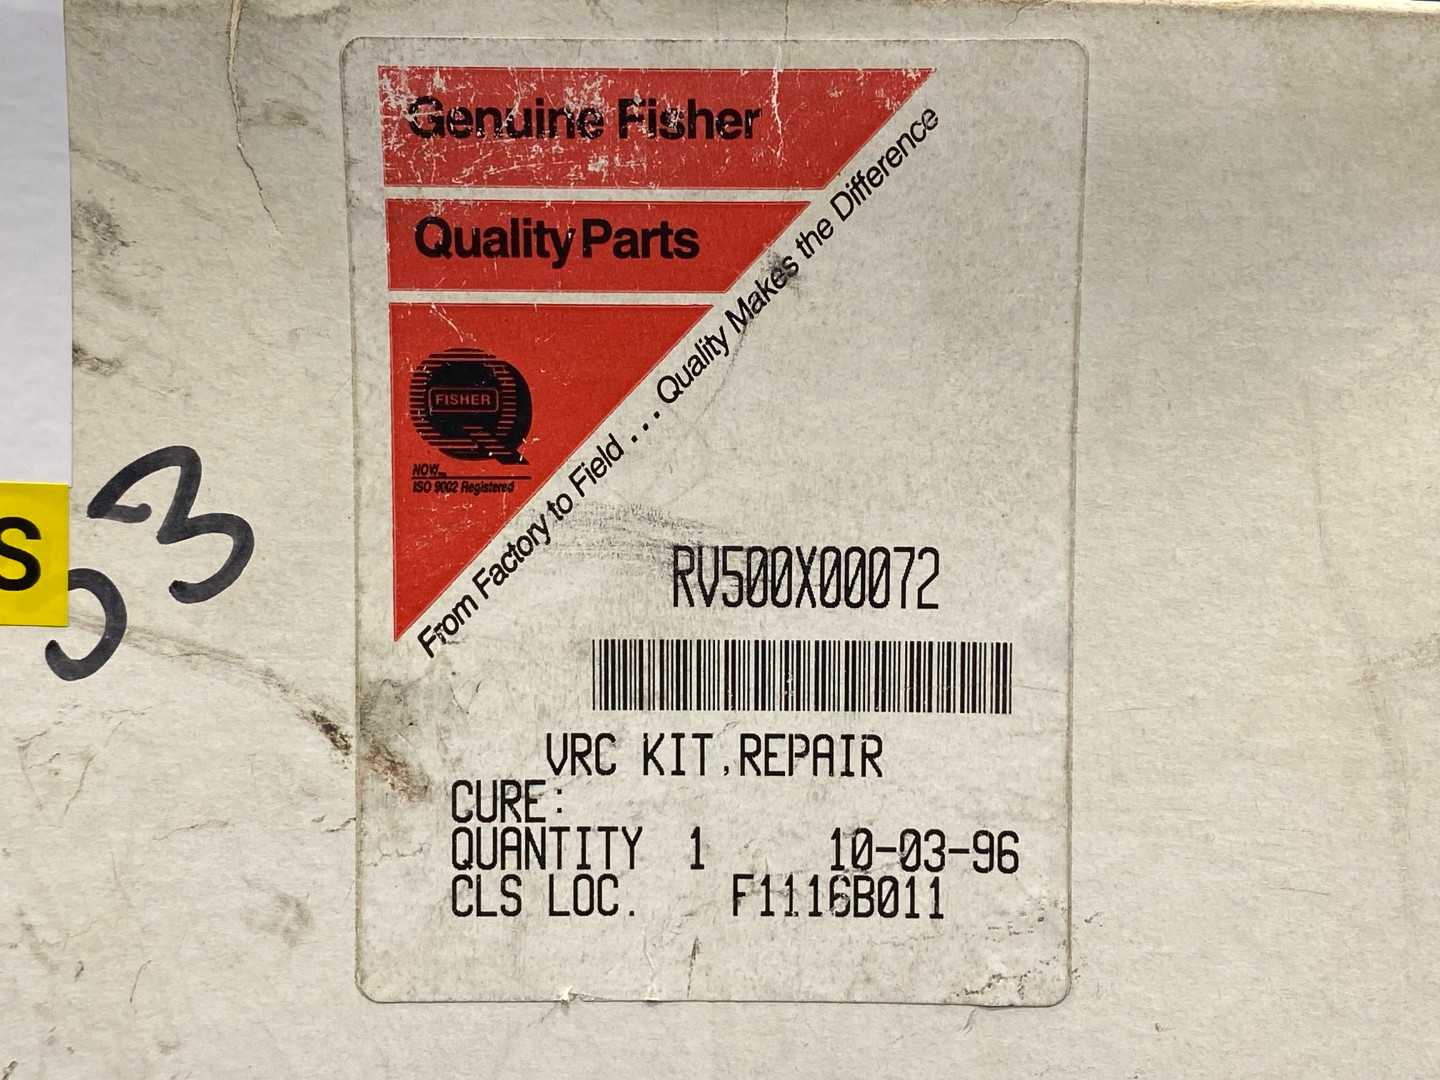 Genuine Fisher
Quality Parts
FISHER
NOW...
ISO 9002 Registered
From Factory to Field ... Quality Makes the Difference
RV500X00072
VRC KIT,REPAIR
CURE:
QUANTITY 1 10-03-96
CLS LOC. F1116B011
S
53